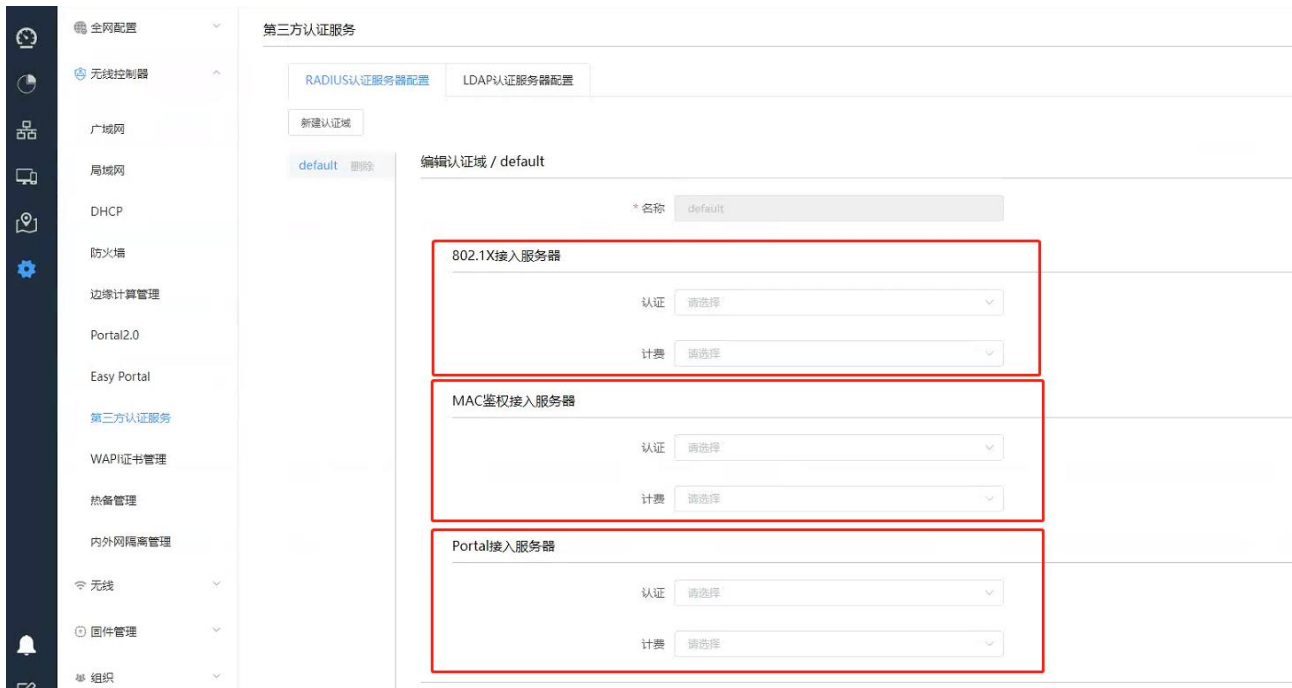 全网配置
无线控制器
广域网
局域网
DHCP
防火墙
边缘计算管理
Portal2.0
Easy Portal
第三方认证服务
WAPI证书管理
热备管理
内外网隔离管理
无线
固件管理
组织
第三方认证服务
RADIUS认证服务器配置 LDAP认证服务器配置
新建认证域
default 删除
编辑认证域 / default
* 名称 default
802.1X接入服务器
认证 请选择
计费 请选择
MAC鉴权接入服务器
认证 请选择
计费 请选择
Portal接入服务器
认证 请选择
计费 请选择